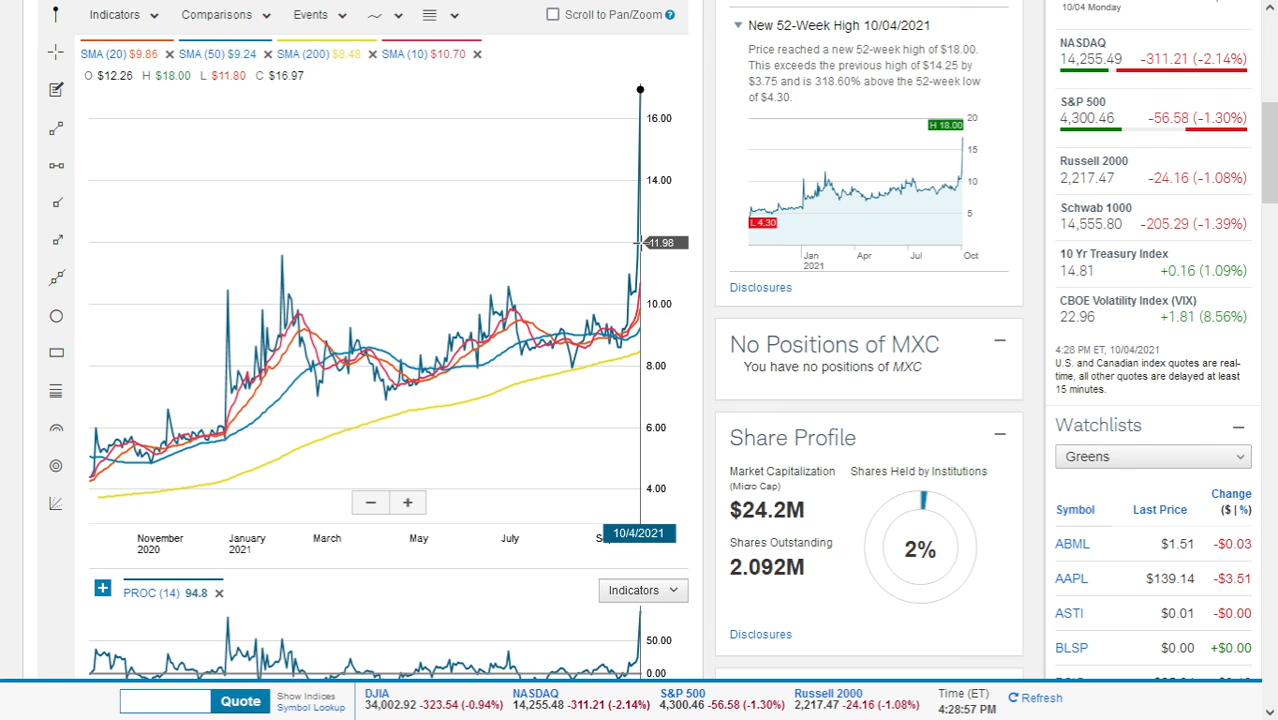 Indicators Comparisons Events Scroll to Pan/Zoom ?
SMA (20) $9.86 SMA (50) $9.24 SMA (200) $8.48 SMA (10) $10.70
O $12.26 H $18.00 L $11.80 C $16.97
16.00
14.00
11.98
10.00
8.00
6.00
4.00
November
2020
January
2021
March
May
July
10/4/2021
PROC (14) 94.8
Indicators
50.00
0.00
New 52-Week High 10/04/2021
Price reached a new 52-week high of $18.00.
This exceeds the previous high of $14.25 by
$3.75 and is 318.60% above the 52-week low
of $4.30.
H 18.00
20
15
10
5
L 4.30
Jan
2021
Apr
Jul
Oct
Disclosures
No Positions of MXC
You have no positions of MXC
Share Profile
Market Capitalization
(Micro Cap)
$24.2M
Shares Outstanding
2.092M
Shares Held by Institutions
2%
Disclosures
10/04 Monday
NASDAQ
14,255.49 -311.21 (-2.14%)
S&P 500
4,300.46 -56.58 (-1.30%)
Russell 2000
2,217.47 -24.16 (-1.08%)
Schwab 1000
14,555.80 -205.29 (-1.39%)
10 Yr Treasury Index
14.81 +0.16 (1.09%)
CBOE Volatility Index (VIX)
22.96 +1.81 (8.56%)
4:28 PM ET, 10/04/2021
U.S. and Canadian index quotes are real-
time, all other quotes are delayed at least
15 minutes.
Watchlists
Greens
Change
Symbol Last Price ($ | %)
ABML $1.51 -$0.03
AAPL $139.14 -$3.51
ASTI $0.01 -$0.00
BLSP $0.00 +$0.00
Quote
Show Indices
Symbol Lookup
DJIA
34,002.92 -323.54 (-0.94%)
NASDAQ
14,255.48 -311.21 (-2.14%)
S&P 500
4,300.46 -56.58 (-1.30%)
Russell 2000
2,217.47 -24.16 (-1.08%)
Time (ET)
4:28:57 PM
Refresh